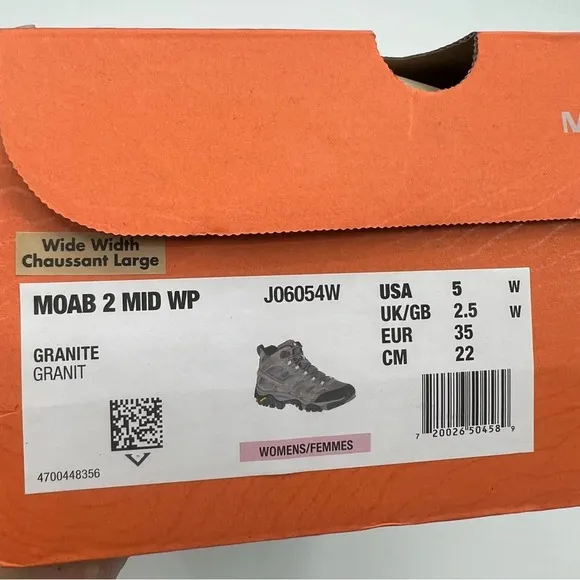 M
Wide Width
Chaussant Large
MOAB 2 MID WP J06054W
USA 5 W
UK/GB 2.5 W
EUR 35
CM 22
GRANITE
GRANIT
WOMENS/FEMMES
4700448356
7 20026 50458 9